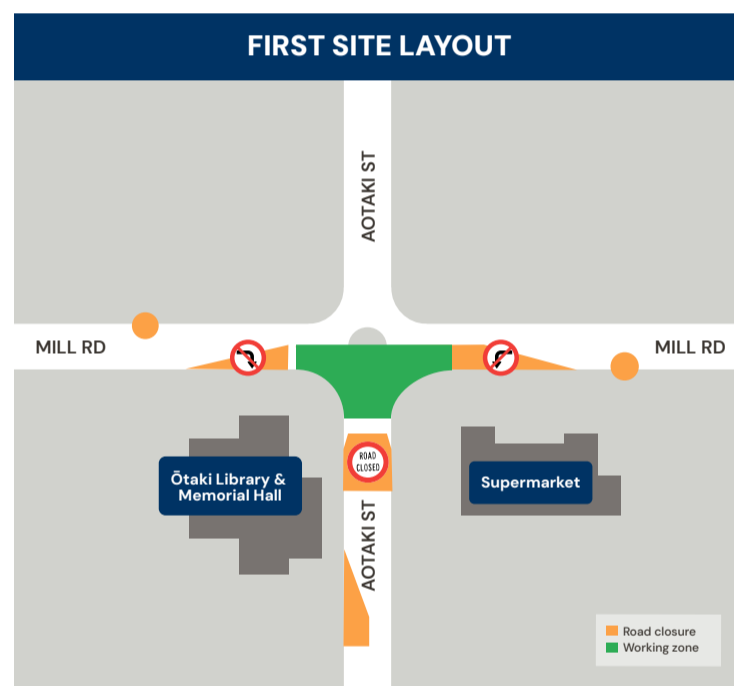 FIRST SITE LAYOUT
AOTAKI ST
MILL RD
MILL RD
ROAD
CLOSED
Ōtaki Library &
Memorial Hall
Supermarket
AOTAKI ST
Road closure
Working zone